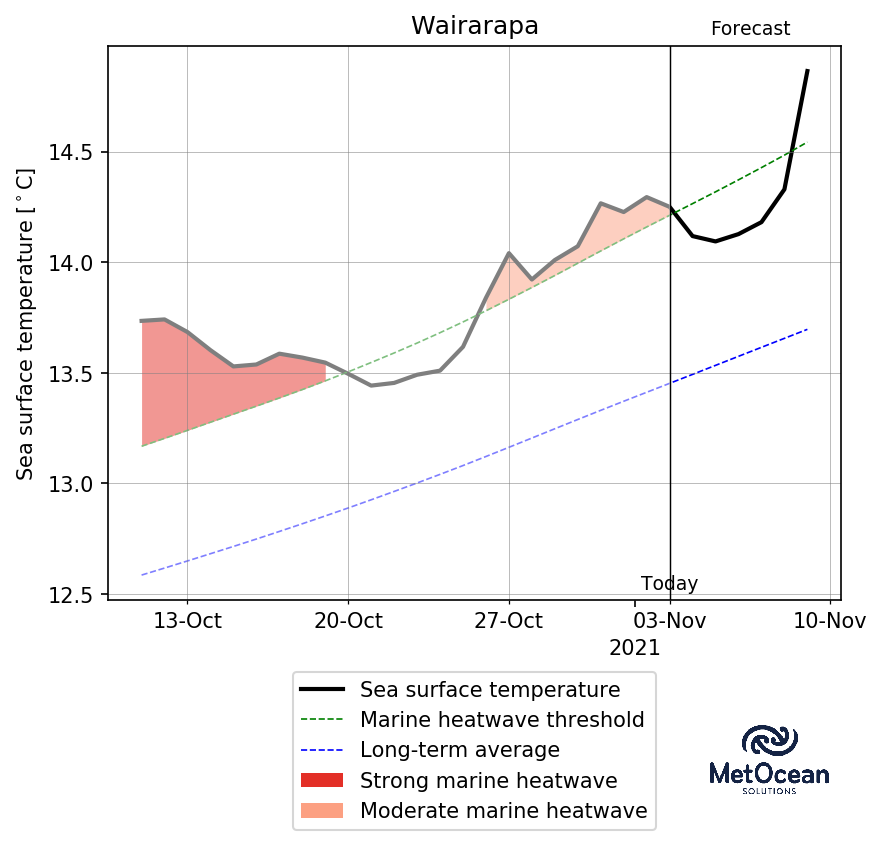 Wairarapa
Forecast
Sea surface temperature [°C]
14.5
14.0
13.5
13.0
12.5
Today
13-Oct 20-Oct 27-Oct 03-Nov 10-Nov
2021
Sea surface temperature
Marine heatwave threshold
Long-term average
Strong marine heatwave
Moderate marine heatwave
MetOcean
SOLUTIONS